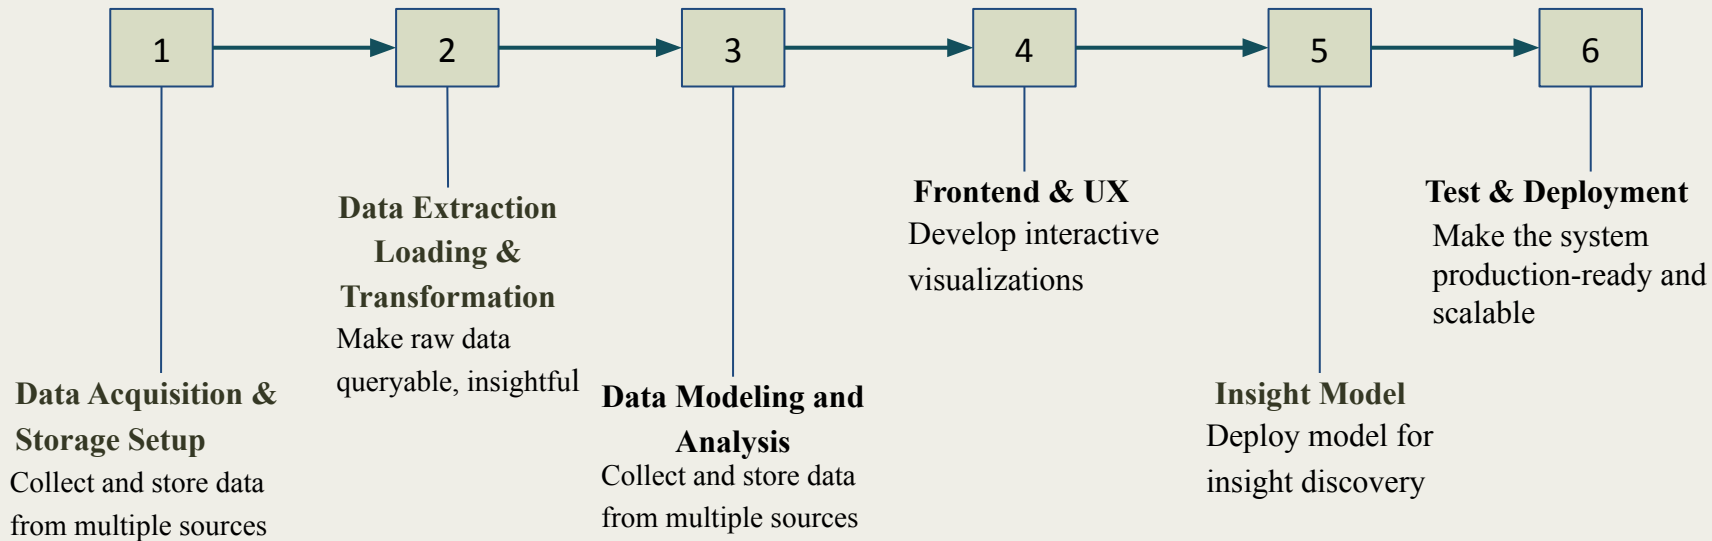 1
2
3
4
5
6
Data Acquisition &
Storage Setup
Collect and store data
from multiple sources
Data Extraction
Loading &
Transformation
Make raw data
queryable, insightful
Data Modeling and
Analysis
Collect and store data
from multiple sources
Frontend & UX
Develop interactive
visualizations
Insight Model
Deploy model for
insight discovery
Test & Deployment
Make the system
production-ready and
scalable